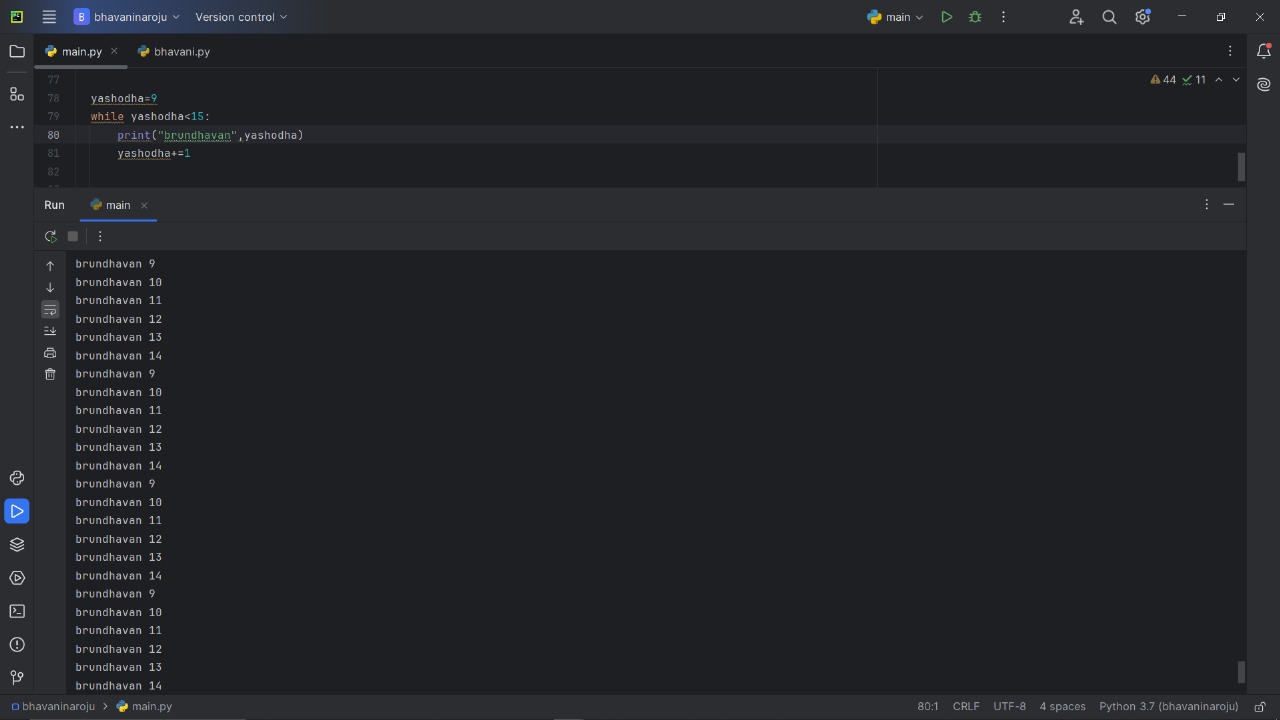 B bhavaninaroju Version control main
main.py bhavani.py
77
44 11
78 yashodha=9
79 while yashodha<15:
80 print("brundhavan",yashodha)
81 yashodha+=1
82
Run main
brundhavan 9
brundhavan 10
brundhavan 11
brundhavan 12
brundhavan 13
brundhavan 14
brundhavan 9
brundhavan 10
brundhavan 11
brundhavan 12
brundhavan 13
brundhavan 14
brundhavan 9
brundhavan 10
brundhavan 11
brundhavan 12
brundhavan 13
brundhavan 14
brundhavan 9
brundhavan 10
brundhavan 11
brundhavan 12
brundhavan 13
brundhavan 14
bhavaninaroju > main.py 80:1 CRLF UTF-8 4 spaces Python 3.7 (bhavaninaroju)